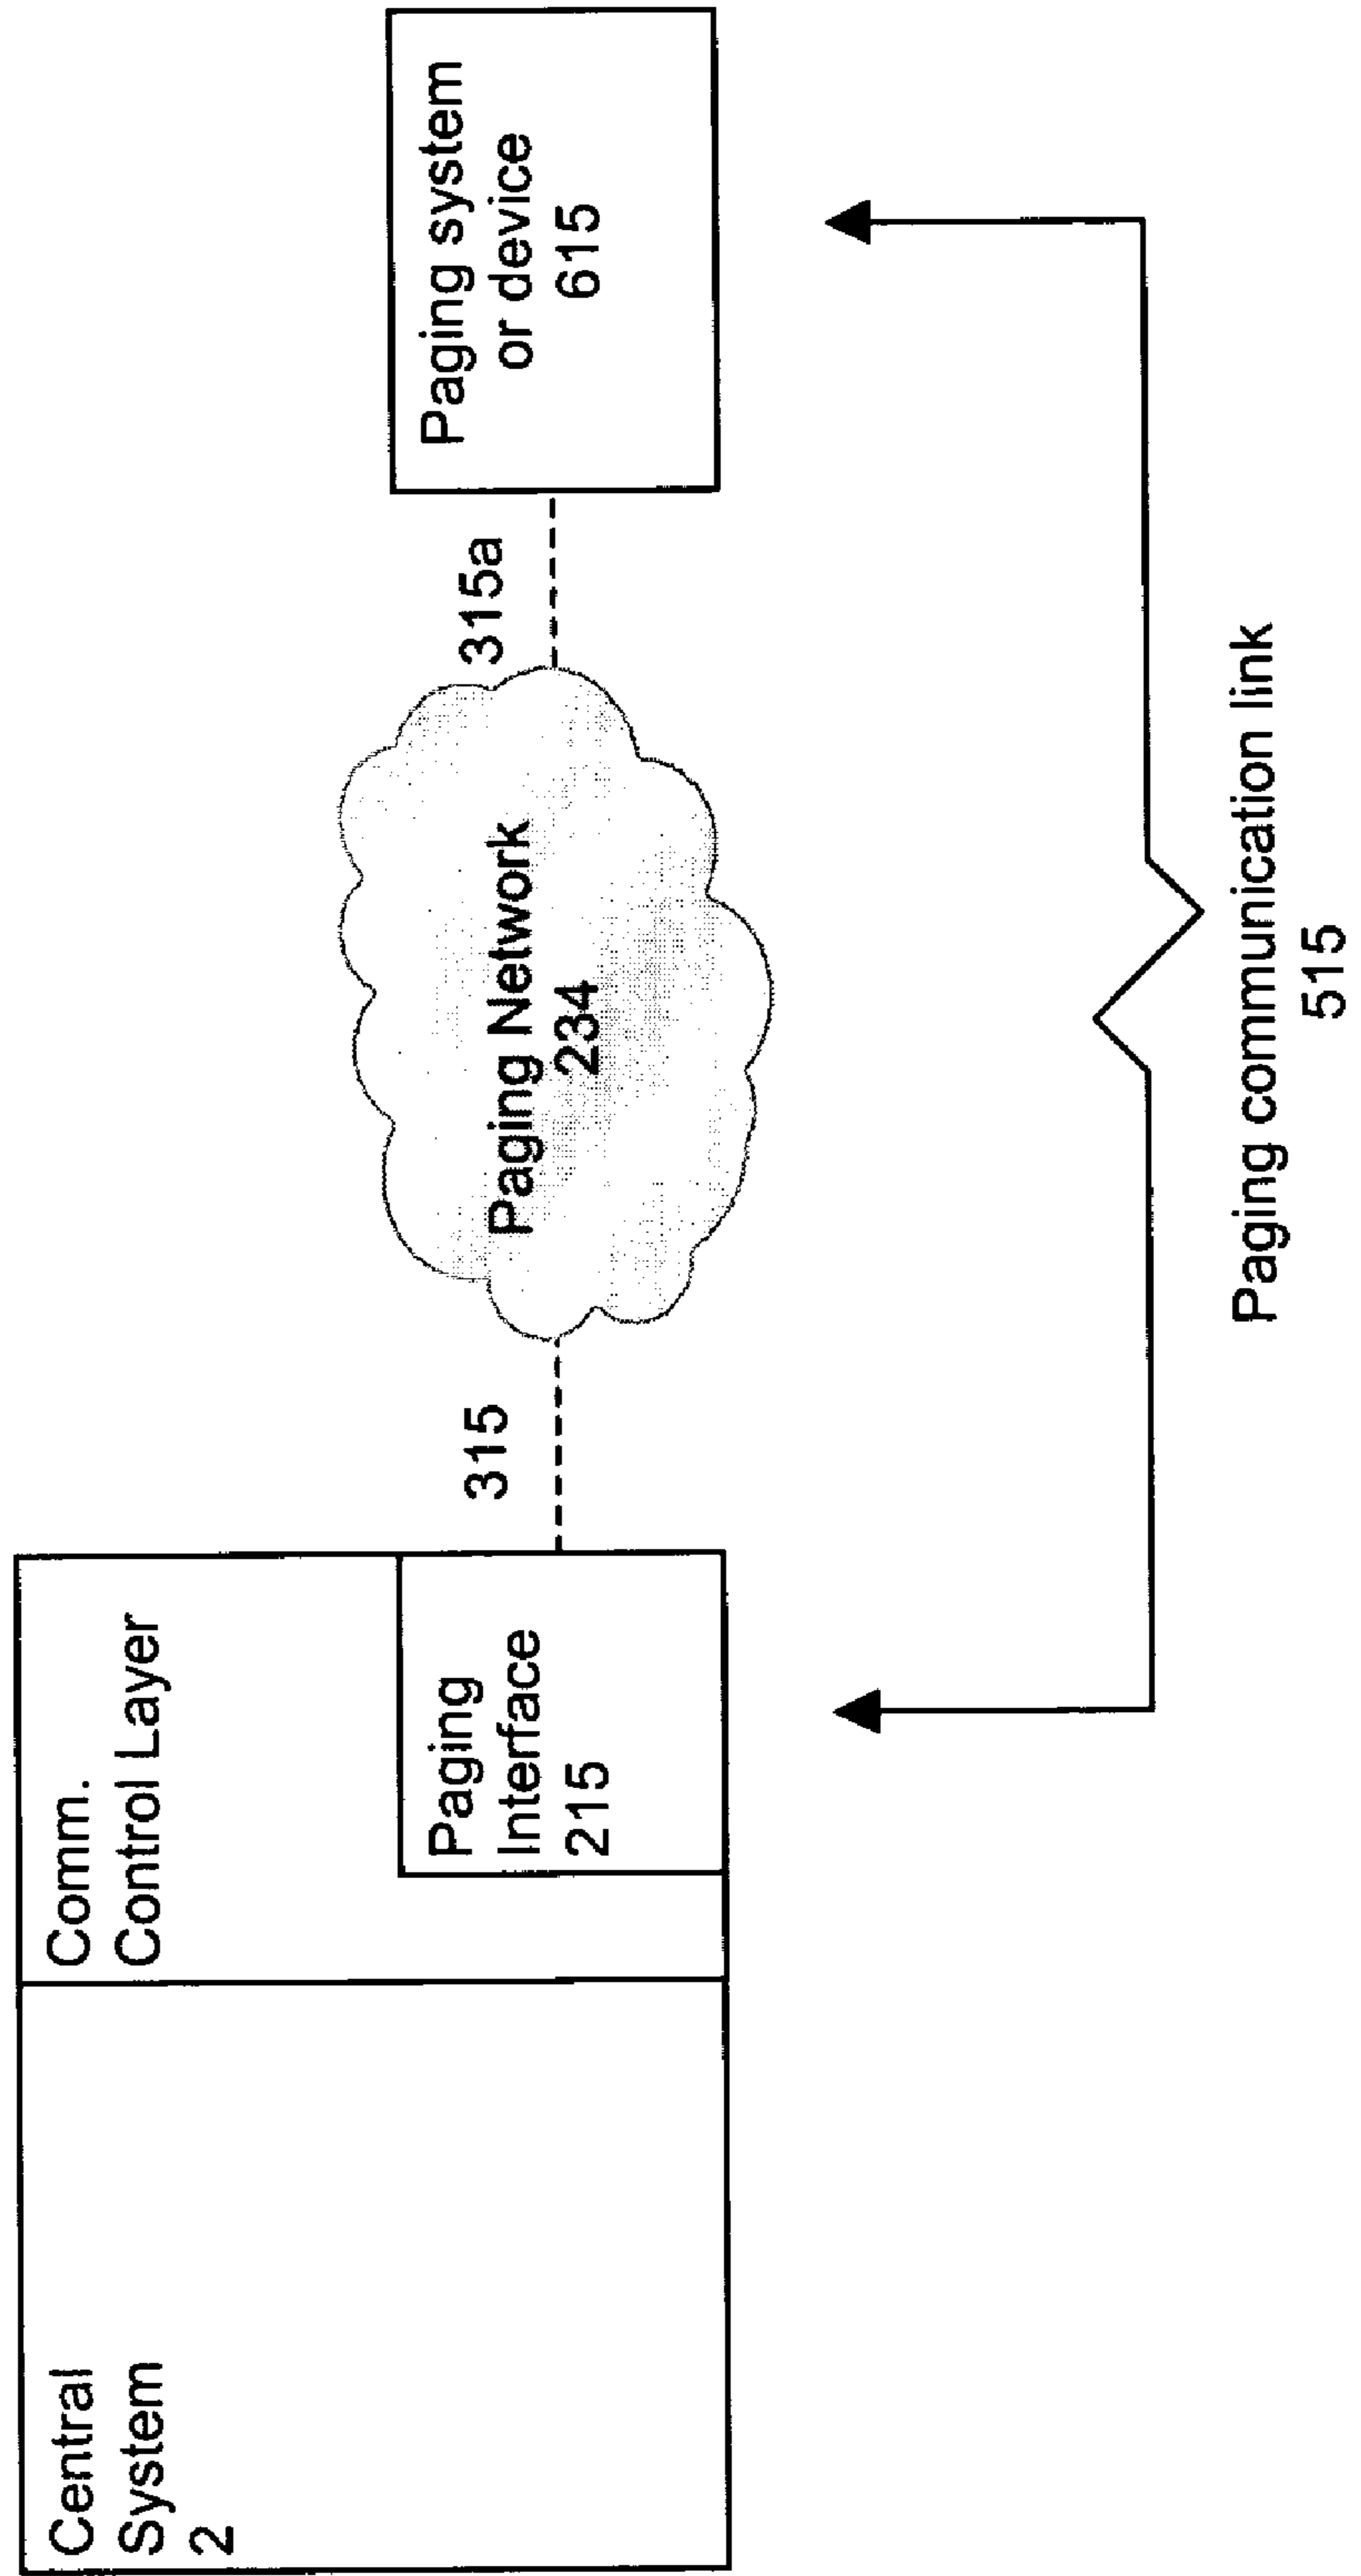 Central
System
2
Comm.
Control Layer
Paging
Interface
215
315
Paging Network
234
315a
Paging system
or device
615
Paging communication link
515